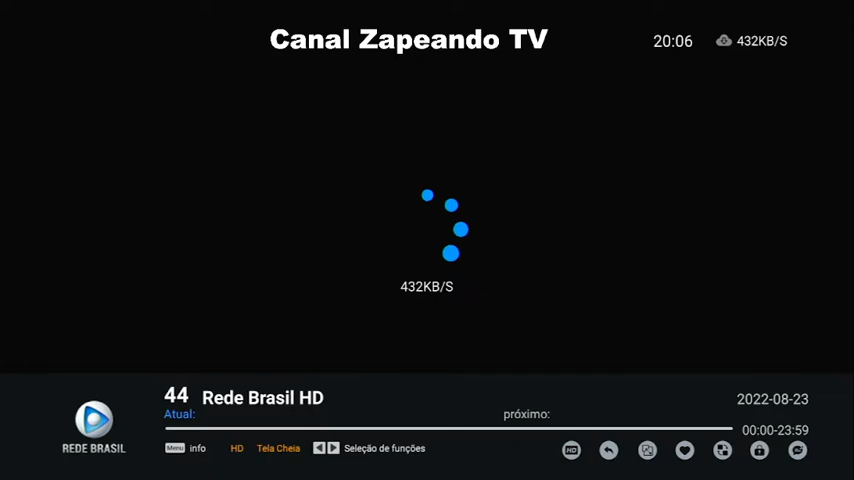 Canal Zapeando TV
20:06
432KB/S
432KB/S
44 Rede Brasil HD
2022-08-23
Atual:
próximo:
00:00-23:59
REDE BRASIL
Menu info HD Tela Cheia Seleção de funções
HD